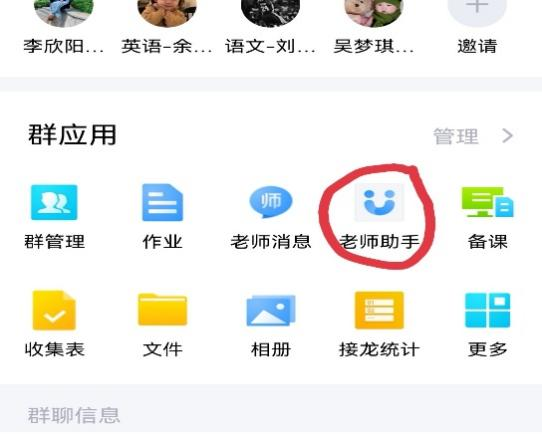 李欣阳... 英语-余... 语文-刘... 吴梦琪... 邀请
群应用 管理 >
群管理 作业 老师消息 老师助手 备课
师
收集表 文件 相册 接龙统计 更多
群聊信息